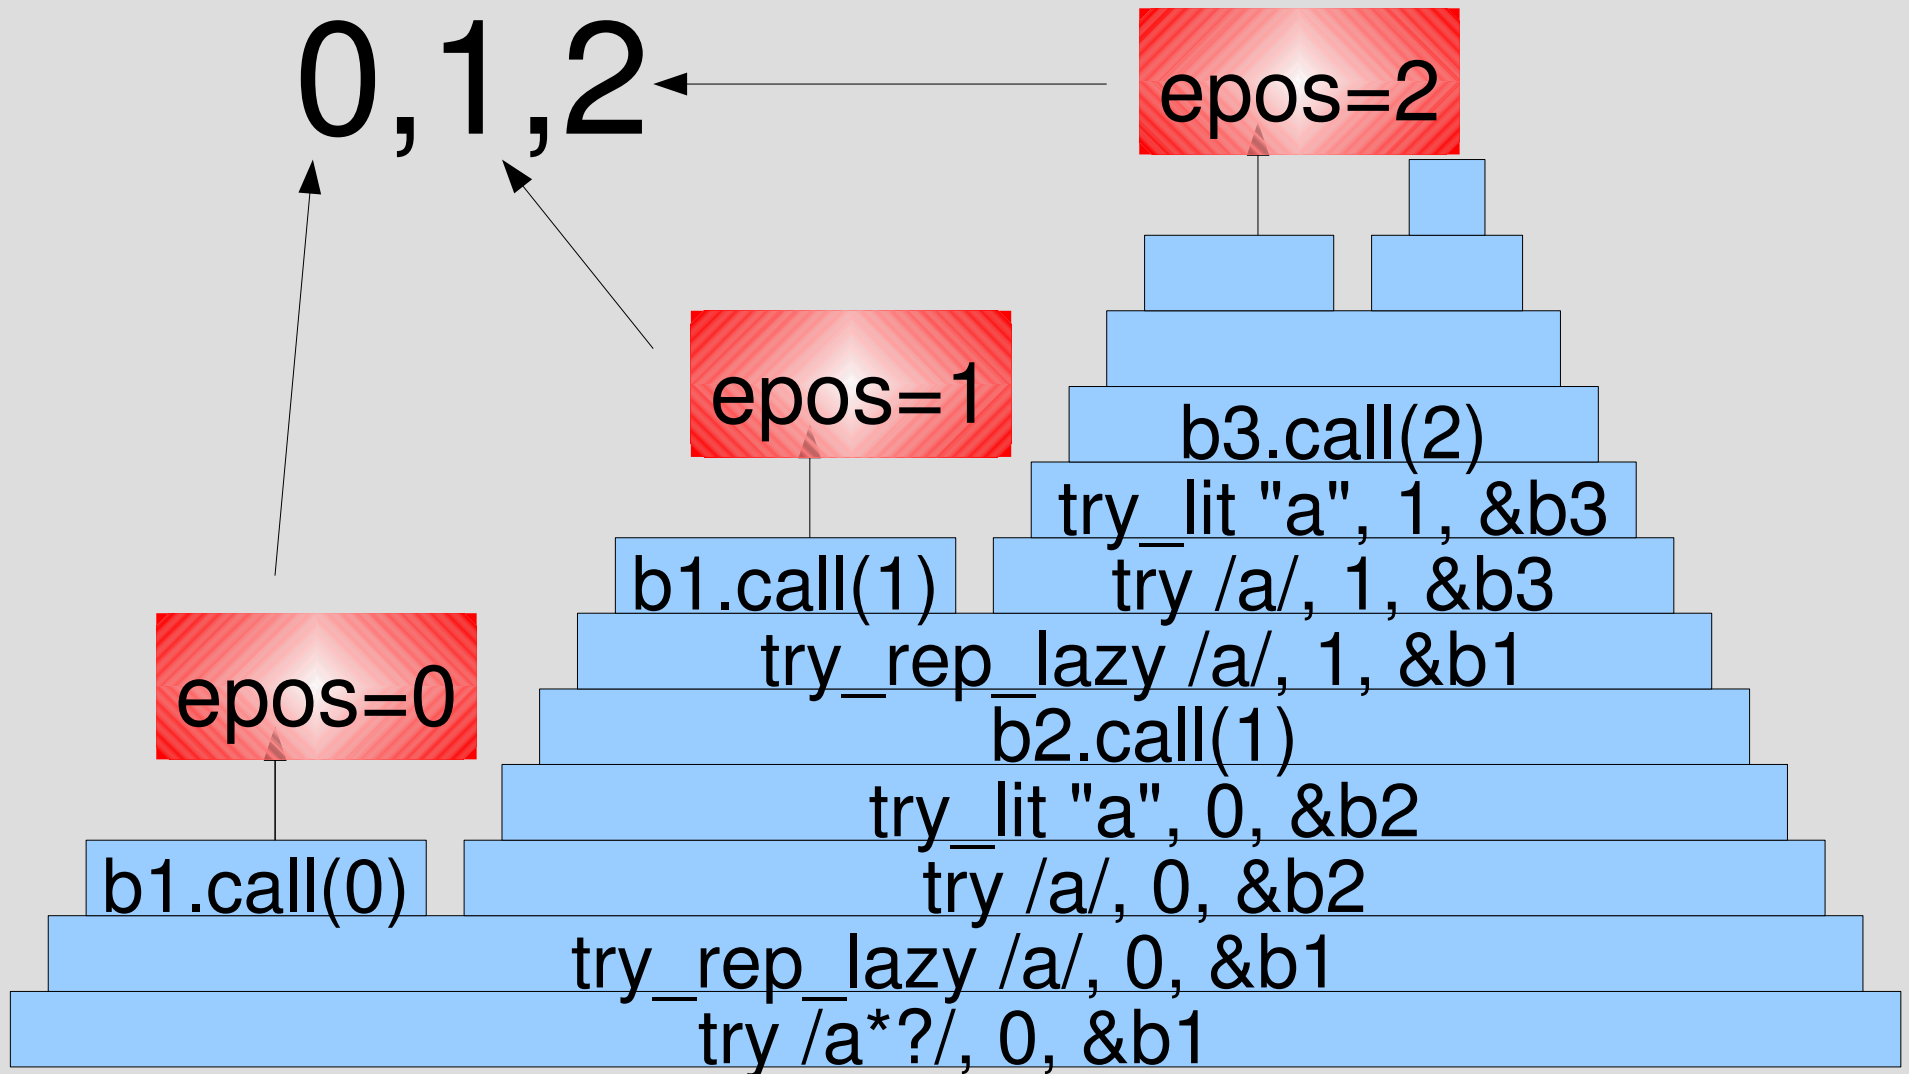 0,1,2
epos=2
epos=1
b3.call(2)
try_lit "a", 1, &b3
b1.call(1)
try /a/, 1, &b3
try_rep_lazy /a/, 1, &b1
epos=0
b2.call(1)
try_lit "a", 0, &b2
b1.call(0)
try /a/, 0, &b2
try_rep_lazy /a/, 0, &b1
try /a*?/, 0, &b1